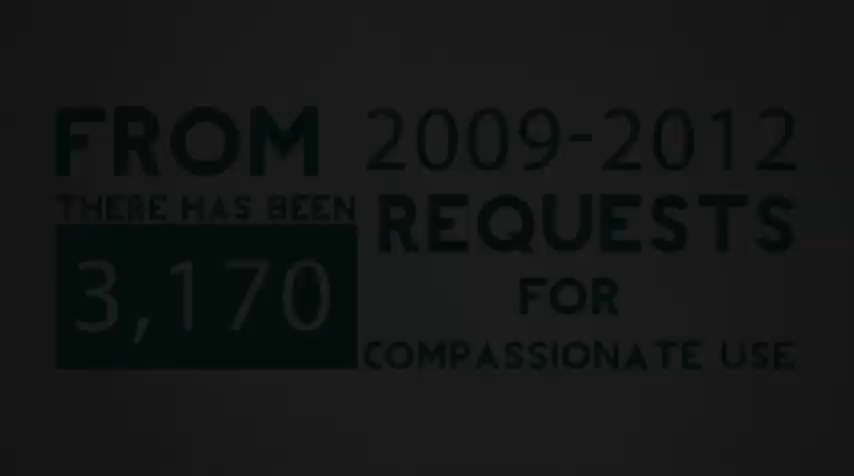 FROM 2009-2012
THERE HAS BEEN
3,170
REQUESTS
FOR
COMPASSIONATE USE